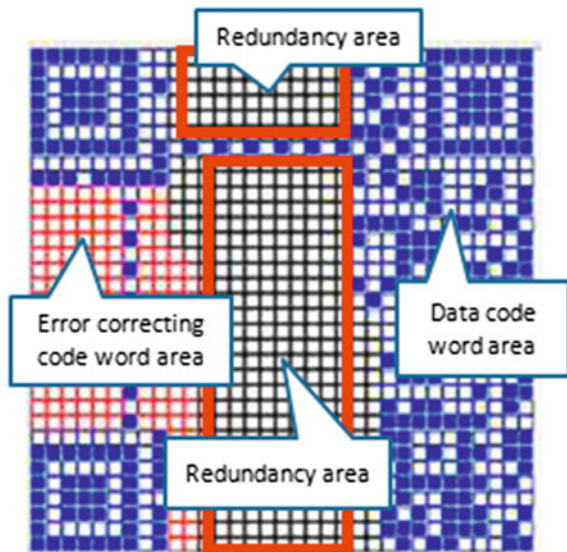 Redundancy area
Error correcting
code word area
Data code
word area
Redundancy area